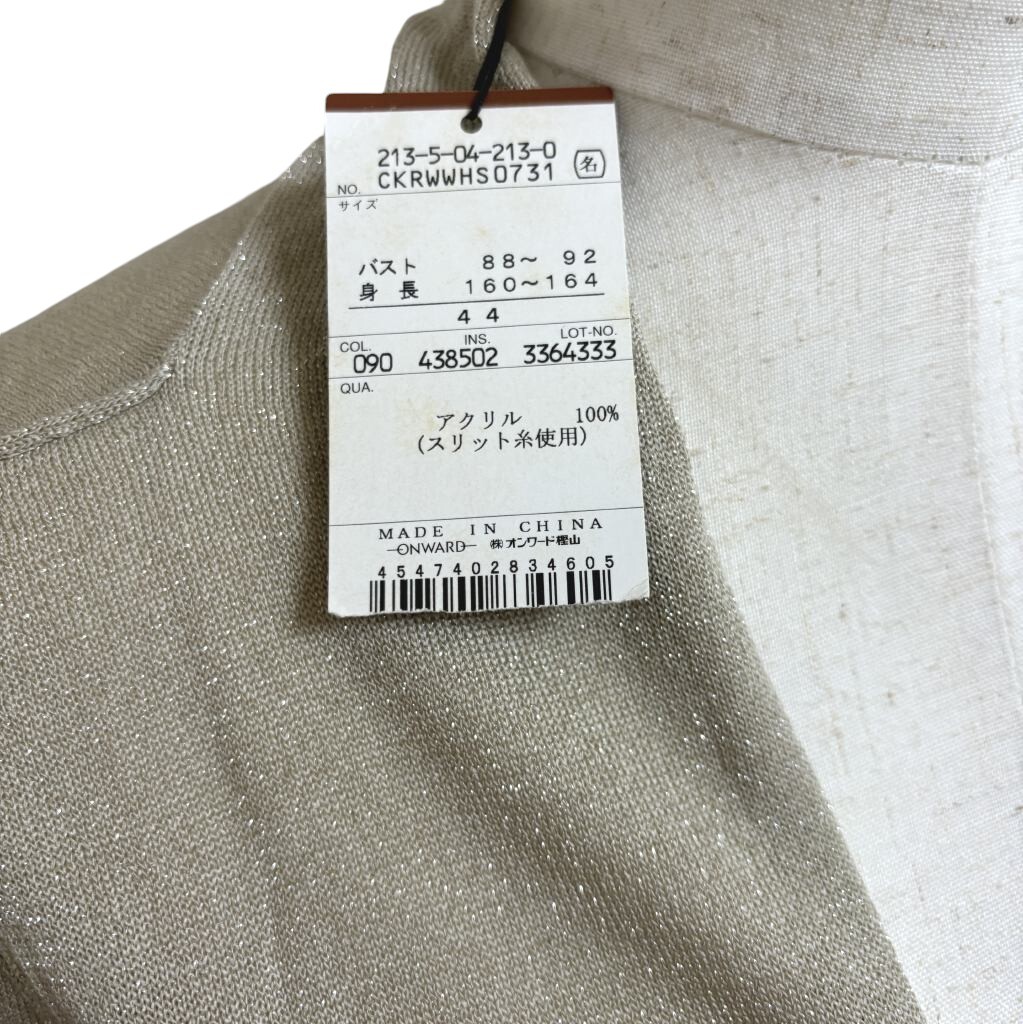 213-5-04-213-0
NO. CKRWWHS0731 名
サイズ
バスト 88～ 92
身 長 160～164
44
COL. INS. LOT-NO.
090 438502 3364333
QUA.
アクリル 100%
(スリット糸使用)
MADE IN CHINA
ONWARD ㈱オンワード樫山
4547402834605